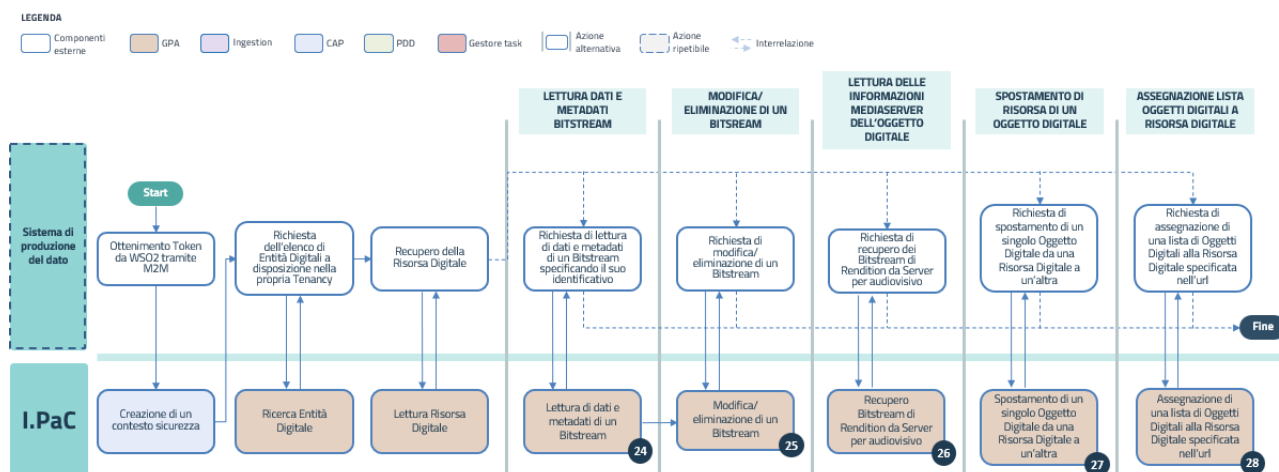 LEGENDA
Componenti
esterne
GPA
Ingestion
CAP
PDD
Gestore task
Azione
alternativa
Azione
ripetibile
Interrelazione
LETTURA DATI E
METADATI
BITSTREAM
MODIFICA/
ELIMINAZIONE DI UN
BITSREAM
LETTURA DELLE
INFORMAZIONI
MEDIASERVER
DELL'OGGETTO
DIGITALE
SPOSTAMENTO DI
RISORSA DI UN
OGGETTO DIGITALE
ASSEGNAZIONE LISTA
OGGETTI DIGITALI A
RISORSA DIGITALE
Sistema di
produzione
del dato
Start
Ottenimento Token
da WSO2 tramite
M2M
Richiesta
dell'elenco di
Entità Digitali a
disposizione nella
propria Tenancy
Recupero della
Risorsa Digitale
Richiesta di lettura
di dati e metadati
di un Bitstream
specificando il suo
identificativo
Richiesta di
modifica/
eliminazione di un
Bitstream
Richiesta di
recupero dei
Bitstream di
Rendition da Server
per audiovisivo
Richiesta di
spostamento di un
singolo Oggetto
Digitale da una
Risorsa Digitale a
un'altra
Richiesta di
assegnazione di
una lista di Oggetti
Digitali alla Risorsa
Digitale specificata
nell'url
Fine
I.PaC
Creazione di un
contesto sicurezza
Ricerca Entità
Digitale
Lettura Risorsa
Digitale
Lettura di dati e
metadati di un
Bitstream
24
Modifica/
eliminazione di un
Bitstream
25
Recupero
Bitstream di
Rendition da Server
per audiovisivo
26
Spostamento di un
singolo Oggetto
Digitale da una
Risorsa Digitale a
un'altra
27
Assegnazione di
una lista di Oggetti
Digitali alla Risorsa
Digitale specificata
nell'url
28